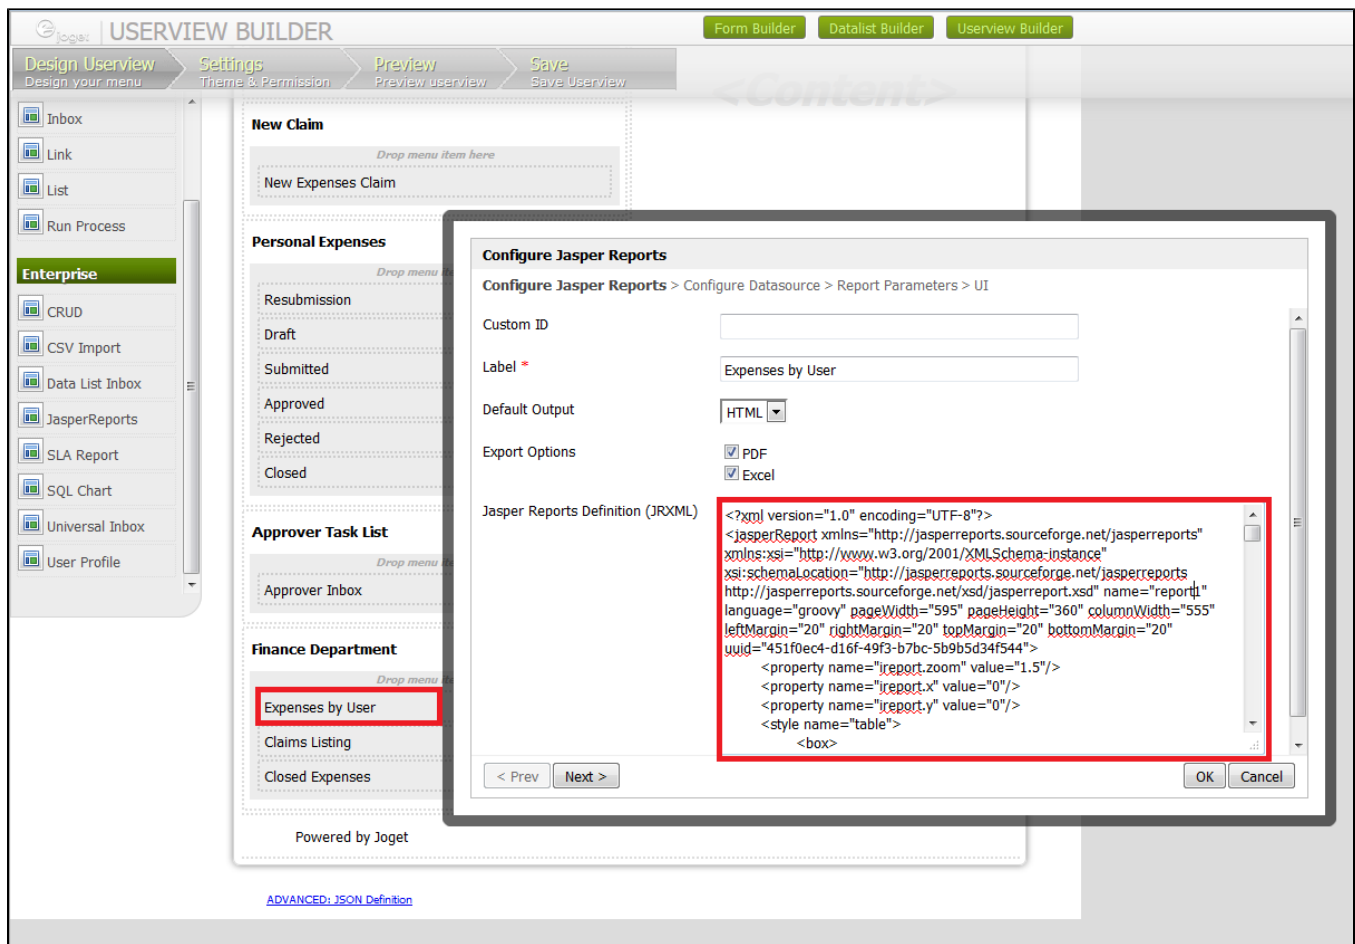 joget | USERVIEW BUILDER
Form Builder
Datalist Builder
Userview Builder
Design Userview
Design your menu
Settings
Theme & Permission
Preview
Preview userview
Save
Save Userview
<Content>
Inbox
Link
List
Run Process
Enterprise
CRUD
CSV Import
Data List Inbox
JasperReports
SLA Report
SQL Chart
Universal Inbox
User Profile
New Claim
Drop menu item here
New Expenses Claim
Personal Expenses
Drop menu
Resubmission
Draft
Submitted
Approved
Rejected
Closed
Approver Task List
Drop menu
Approver Inbox
Finance Department
Drop menu
Expenses by User
Claims Listing
Closed Expenses
Powered by Joget
ADVANCED: JSON Definition
Configure Jasper Reports
Configure Jasper Reports > Configure Datasource > Report Parameters > UI
Custom ID
Label *
Expenses by User
Default Output
HTML
Export Options
PDF
Excel
Jasper Reports Definition (JRXML)
<?xml version="1.0" encoding="UTF-8"?>
<jasperReport xmlns="http://jasperreports.sourceforge.net/jasperreports"
xmlns:xsi="http://www.w3.org/2001/XMLSchema-instance"
xsi:schemaLocation="http://jasperreports.sourceforge.net/jasperreports
http://jasperreports.sourceforge.net/xsd/jasperreport.xsd" name="report1"
language="groovy" pageWidth="595" pageHeight="360" columnWidth="555"
leftMargin="20" rightMargin="20" topMargin="20" bottomMargin="20"
uuid="451f0ec4-d16f-49f3-b7bc-5b9b5d34f544">
<property name="ireport.zoom" value="1.5"/>
<property name="ireport.x" value="0"/>
<property name="ireport.y" value="0"/>
<style name="table">
<box>
< Prev
Next >
OK
Cancel